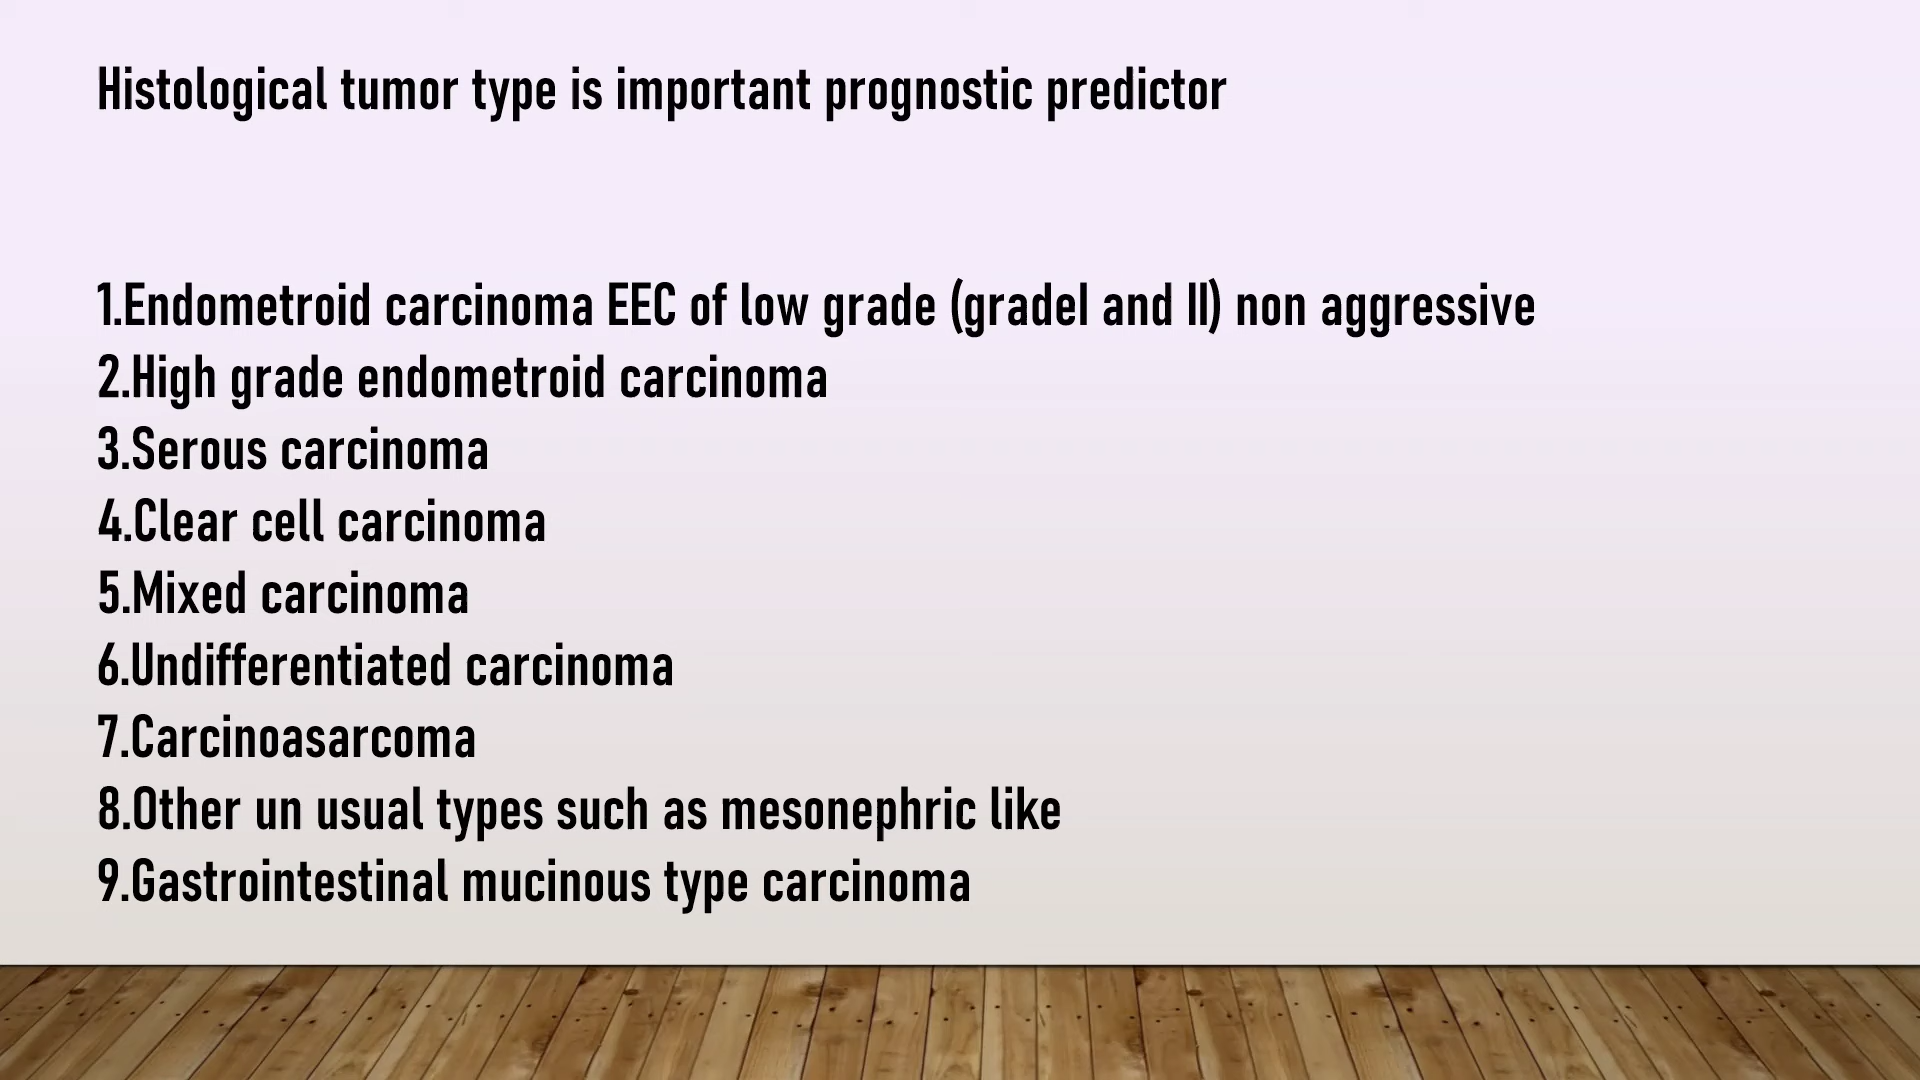 Histological tumor type is important prognostic predictor
1.Endometroid carcinoma EEC of low grade (gradeI and II) non aggressive
2.High grade endometroid carcinoma
3.Serous carcinoma
4.Clear cell carcinoma
5.Mixed carcinoma
6.Undifferentiated carcinoma
7.Carcinoasarcoma
8.Other un usual types such as mesonephric like
9.Gastrointestinal mucinous type carcinoma